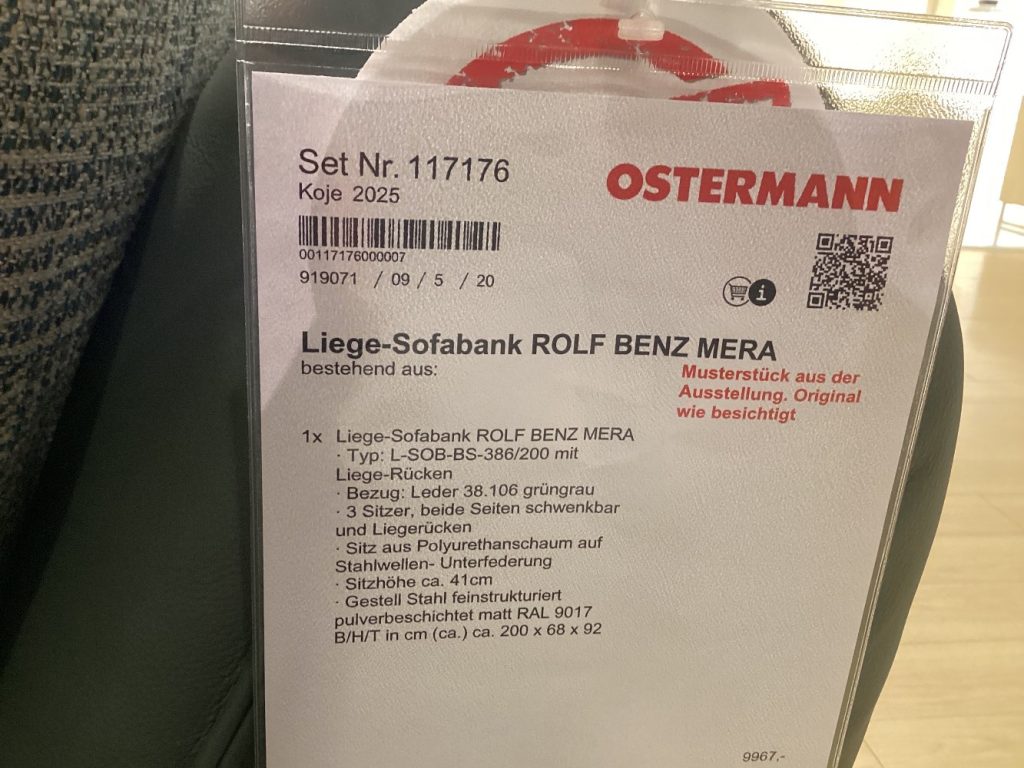 Set Nr. 117176
Koje 2025
OSTERMANN
00117176000007
919071 / 09 / 5 / 20
SHOP
i
Liege-Sofabank ROLF BENZ MERA
bestehend aus:
Musterstück aus der
Ausstellung. Original
wie besichtigt
1x Liege-Sofabank ROLF BENZ MERA
· Typ: L-SOB-BS-386/200 mit
Liege-Rücken
· Bezug: Leder 38.106 grüngrau
· 3 Sitzer, beide Seiten schwenkbar
und Liegerücken
· Sitz aus Polyurethanschaum auf
Stahlwellen- Unterfederung
· Sitzhöhe ca. 41cm
· Gestell Stahl feinstrukturiert
pulverbeschichtet matt RAL 9017
B/H/T in cm (ca.) ca. 200 x 68 x 92
9967,-